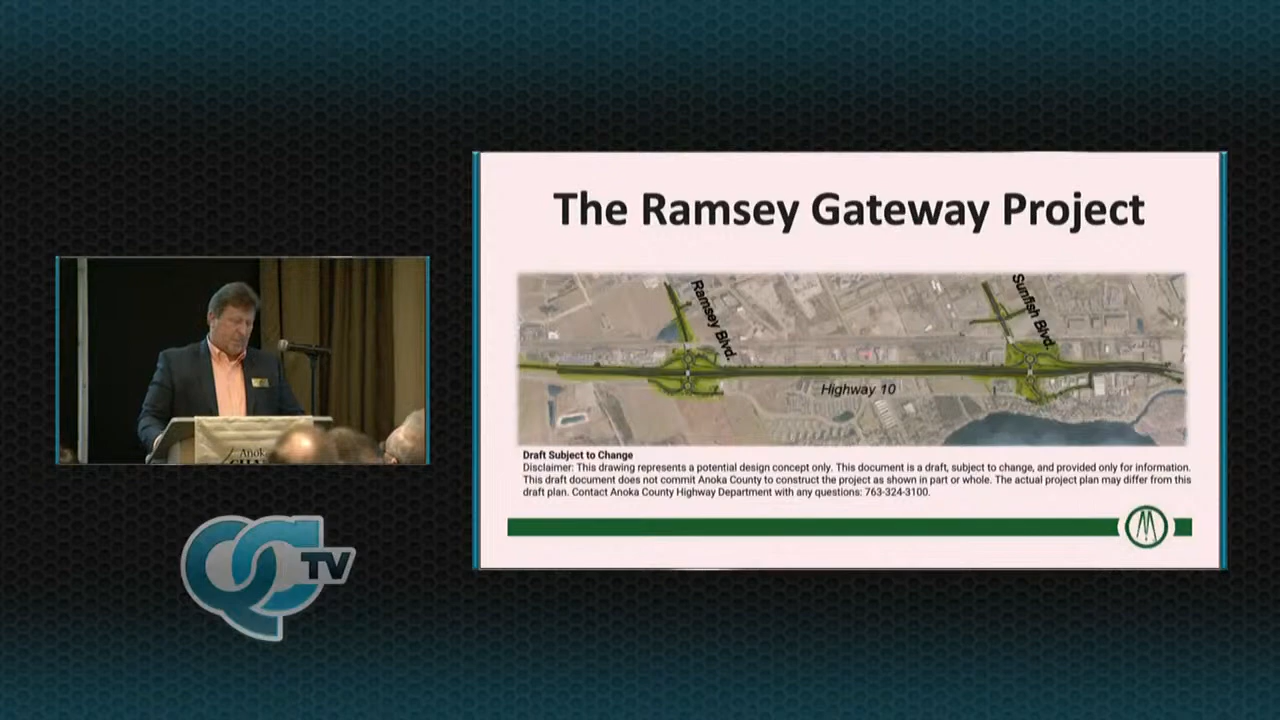 The Ramsey Gateway Project
Ramsey Blvd.
Sunfish Blvd.
Highway 10
Draft Subject to Change
Disclaimer: This drawing represents a potential design concept only. This document is a draft, subject to change, and provided only for information.
This draft document does not commit Anoka County to construct the project as shown in part or whole. The actual project plan may differ from this
draft plan. Contact Anoka County Highway Department with any questions: 763-324-3100.
Anok
QC TV